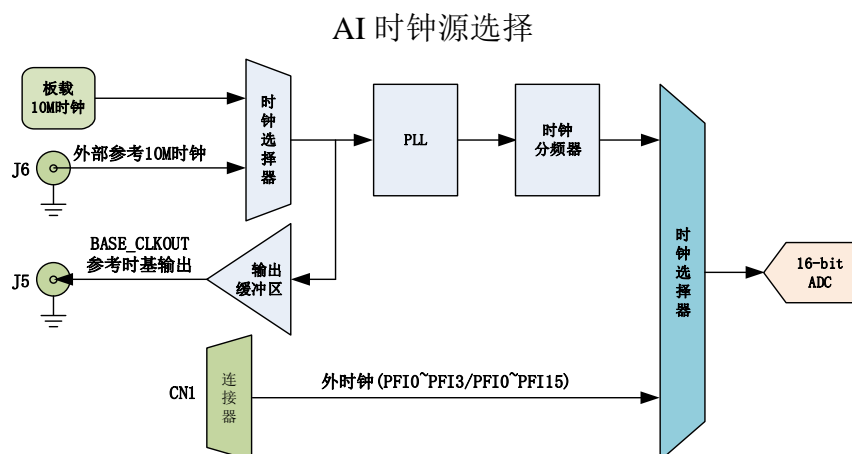 AI 时钟源选择
板载
10M时钟
时钟选择器
PLL
时钟
分频器
J6
外部参考10M时钟
BASE_CLKOUT
参考时基输出
J5
输出
缓冲区
时钟选择器
16-bit
ADC
CN1
连接器
外时钟(PFI0~PFI3/PFI0~PFI15)